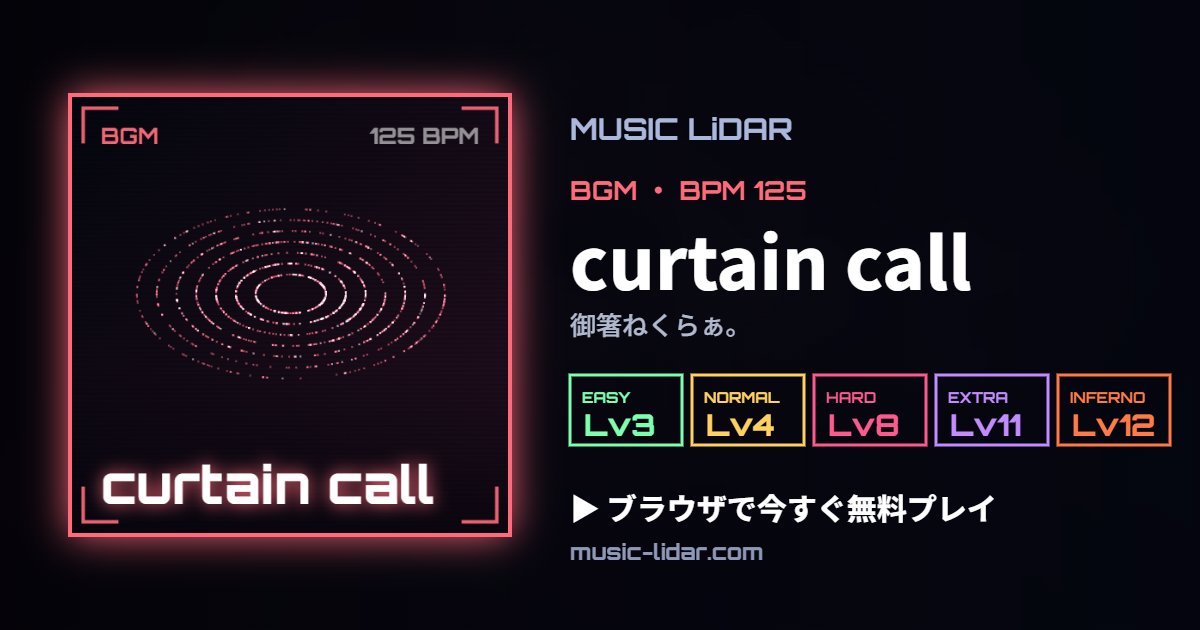 BGM
125 BPM
curtain call
MUSIC LiDAR
BGM ・ BPM 125
curtain call
御箸ねくらぁ。
EASY
Lv3
NORMAL
Lv4
HARD
Lv8
EXTRA
Lv11
INFERNO
Lv12
▶ ブラウザで今すぐ無料プレイ
music-lidar.com